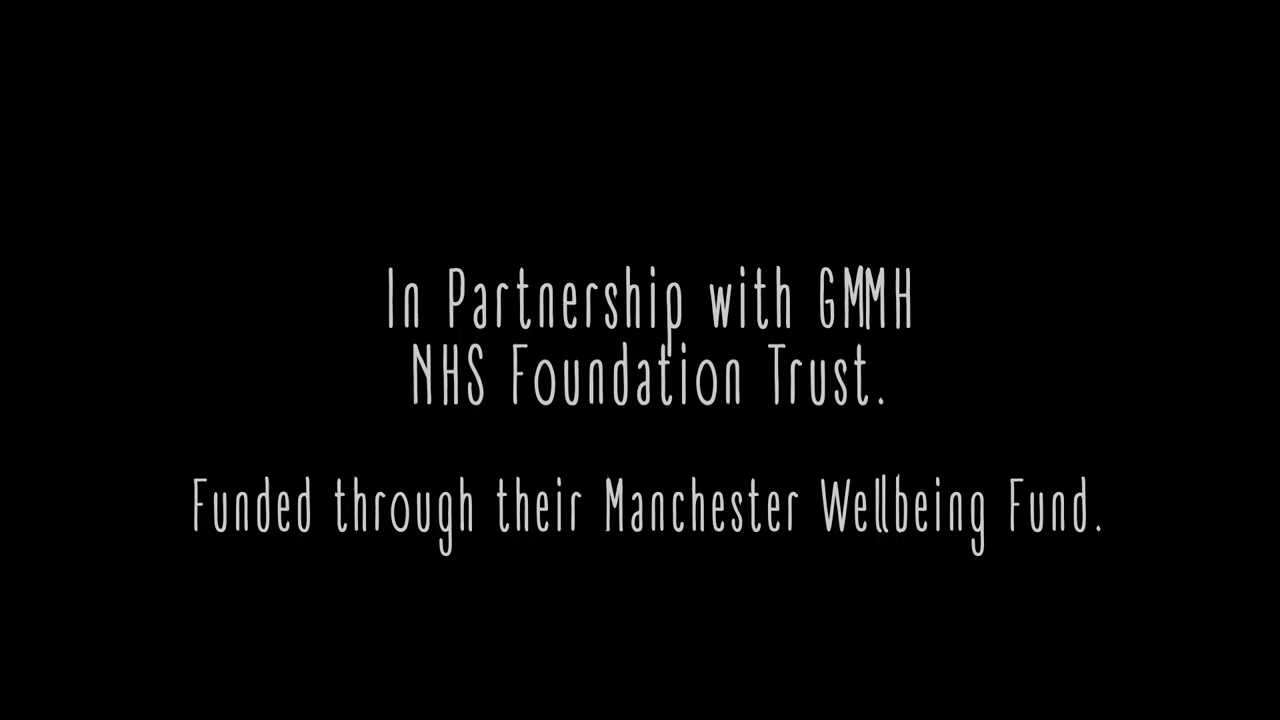 In Partnership with GMMH
NHS Foundation Trust.
Funded through their Manchester Wellbeing Fund.